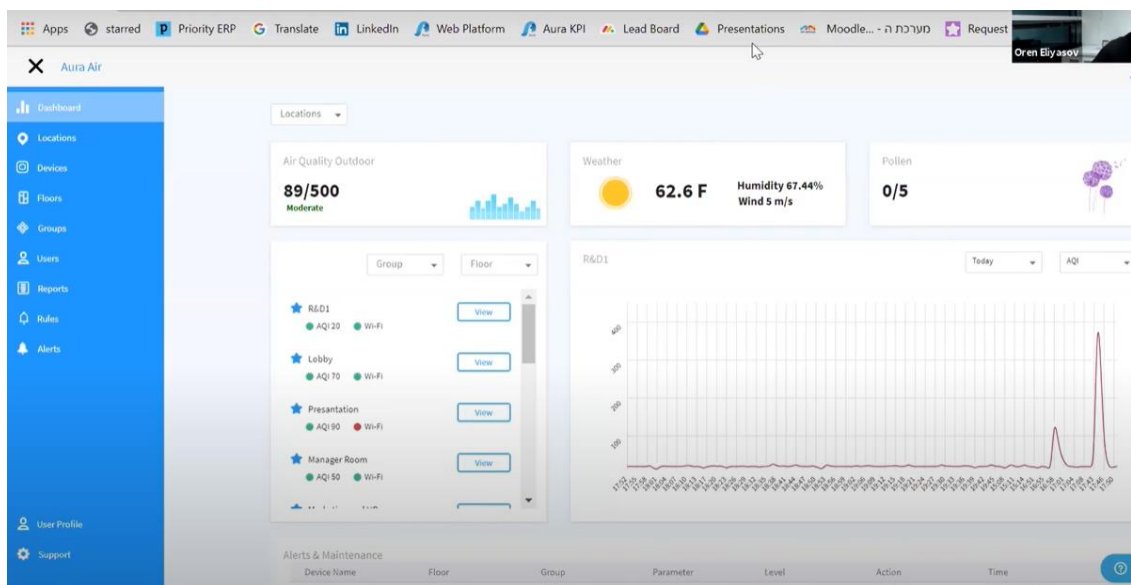 Apps starred Priority ERP Translate LinkedIn Web Platform Aura KPI Lead Board Presentations Moodle... - מערכת ה Request
Oren Eliyasov
Aura Air
Dashboard
Locations
Devices
Floors
Groups
Users
Reports
Rules
Alerts
User Profile
Support
Locations
Air Quality Outdoor
89/500
Moderate
Weather
62.6 F
Humidity 67.44%
Wind 5 m/s
Pollen
0/5
Group Floor
R&D1
AQI 20 Wi-Fi
View
Lobby
AQI 70 Wi-Fi
View
Presantation
AQI 90 Wi-Fi
View
Manager Room
AQI 50 Wi-Fi
View
R&D1
Today AQI
400
300
200
100
Alerts & Maintenance
Device Name Floor Group Parameter Level Action Time